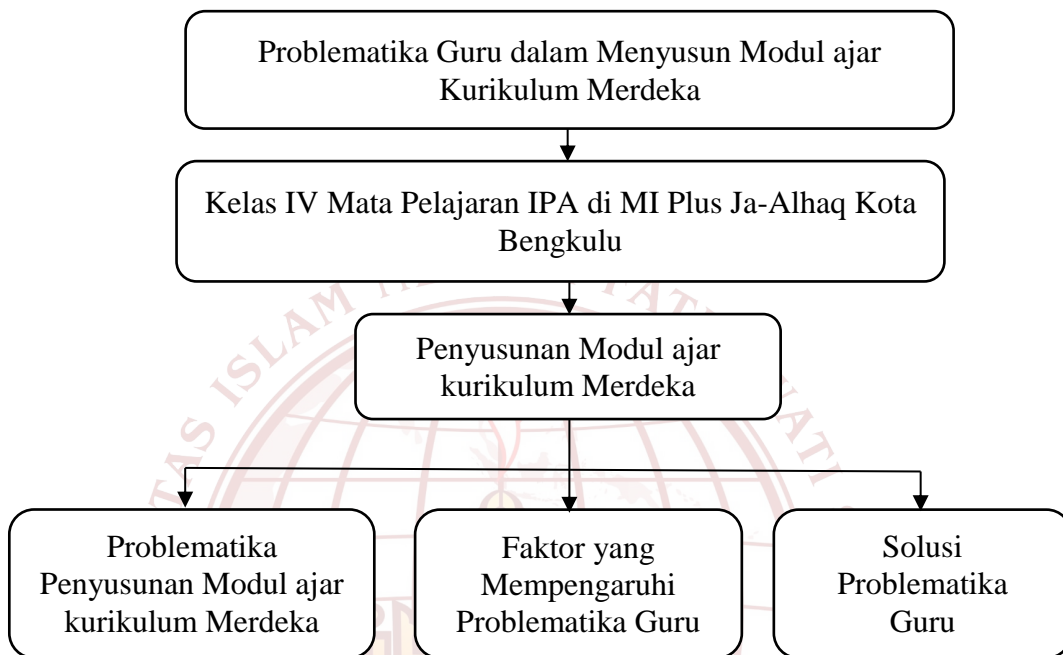 Problematika Guru dalam Menyusun Modul ajar
Kurikulum Merdeka
Kelas IV Mata Pelajaran IPA di MI Plus Ja-Alhaq Kota
Bengkulu
Penyusunan Modul ajar
kurikulum Merdeka
ISLAM
Problematika
Penyusunan Modul ajar
kurikulum Merdeka
Faktor yang
Mempengaruhi
Problematika Guru
Solusi
Problematika
Guru